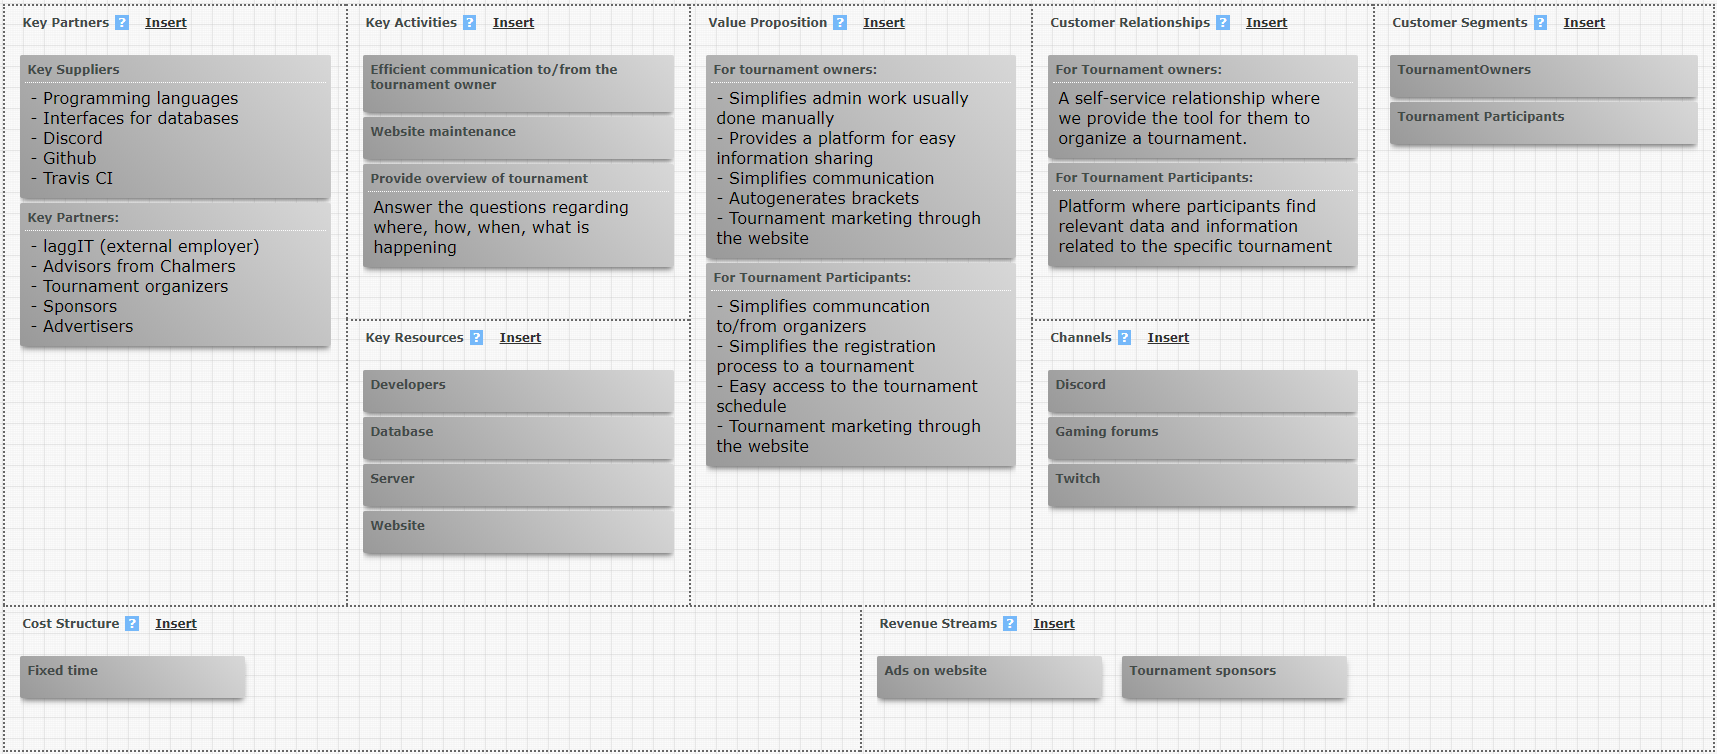 Key Partners ? Insert
Key Suppliers
- Programming languages
- Interfaces for databases
- Discord
- Github
- Travis CI
Key Partners:
- laggIT (external employer)
- Advisors from Chalmers
- Tournament organizers
- Sponsors
- Advertisers
Key Activities ? Insert
Efficient communication to/from the
tournament owner
Website maintenance
Provide overview of tournament
Answer the questions regarding
where, how, when, what is
happening
Key Resources ? Insert
Developers
Database
Server
Website
Value Proposition ? Insert
For tournament owners:
- Simplifies admin work usually
done manually
- Provides a platform for easy
information sharing
- Simplifies communication
- Autogenerates brackets
- Tournament marketing through
the website
For Tournament Participants:
- Simplifies communcation
to/from organizers
- Simplifies the registration
process to a tournament
- Easy access to the tournament
schedule
- Tournament marketing through
the website
Customer Relationships ? Insert
For Tournament owners:
A self-service relationship where
we provide the tool for them to
organize a tournament.
For Tournament Participants:
Platform where participants find
relevant data and information
related to the specific tournament
Channels ? Insert
Discord
Gaming forums
Twitch
Customer Segments ? Insert
TournamentOwners
Tournament Participants
Cost Structure ? Insert
Fixed time
Revenue Streams ? Insert
Ads on website
Tournament sponsors